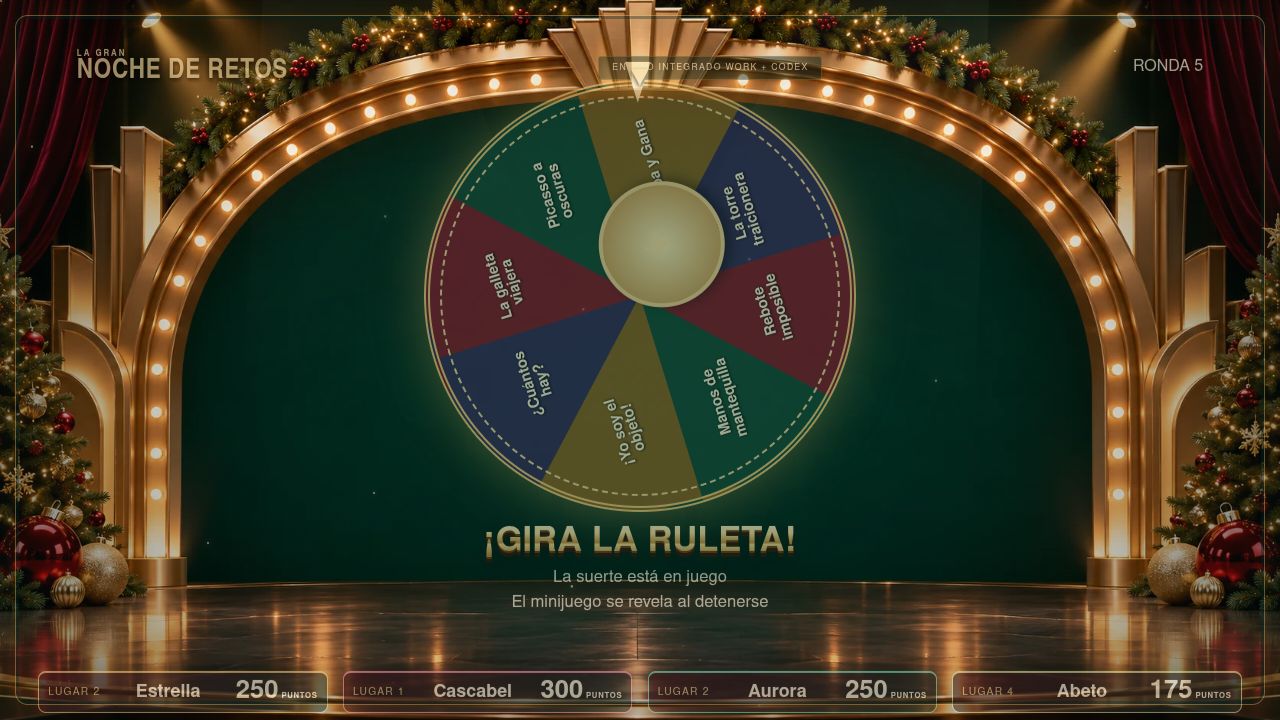 LA GRAN
NOCHE DE RETOS
INTEGRADO WORK + CODEX
RONDA 5
y Gana
Picasso a
oscuras
La torre
traicionera
La galleta
viajera
Rebote
imposible
¿Cuántos
hay?
Manos de
mantequilla
¡Yo soy el
objeto!
¡GIRA LA RULETA!
La suerte está en juego
El minijuego se revela al detenerse
LUGAR 2 Estrella 250 PUNTOS
LUGAR 1 Cascabel 300 PUNTOS
LUGAR 2 Aurora 250 PUNTOS
LUGAR 4 Abeto 175 PUNTOS